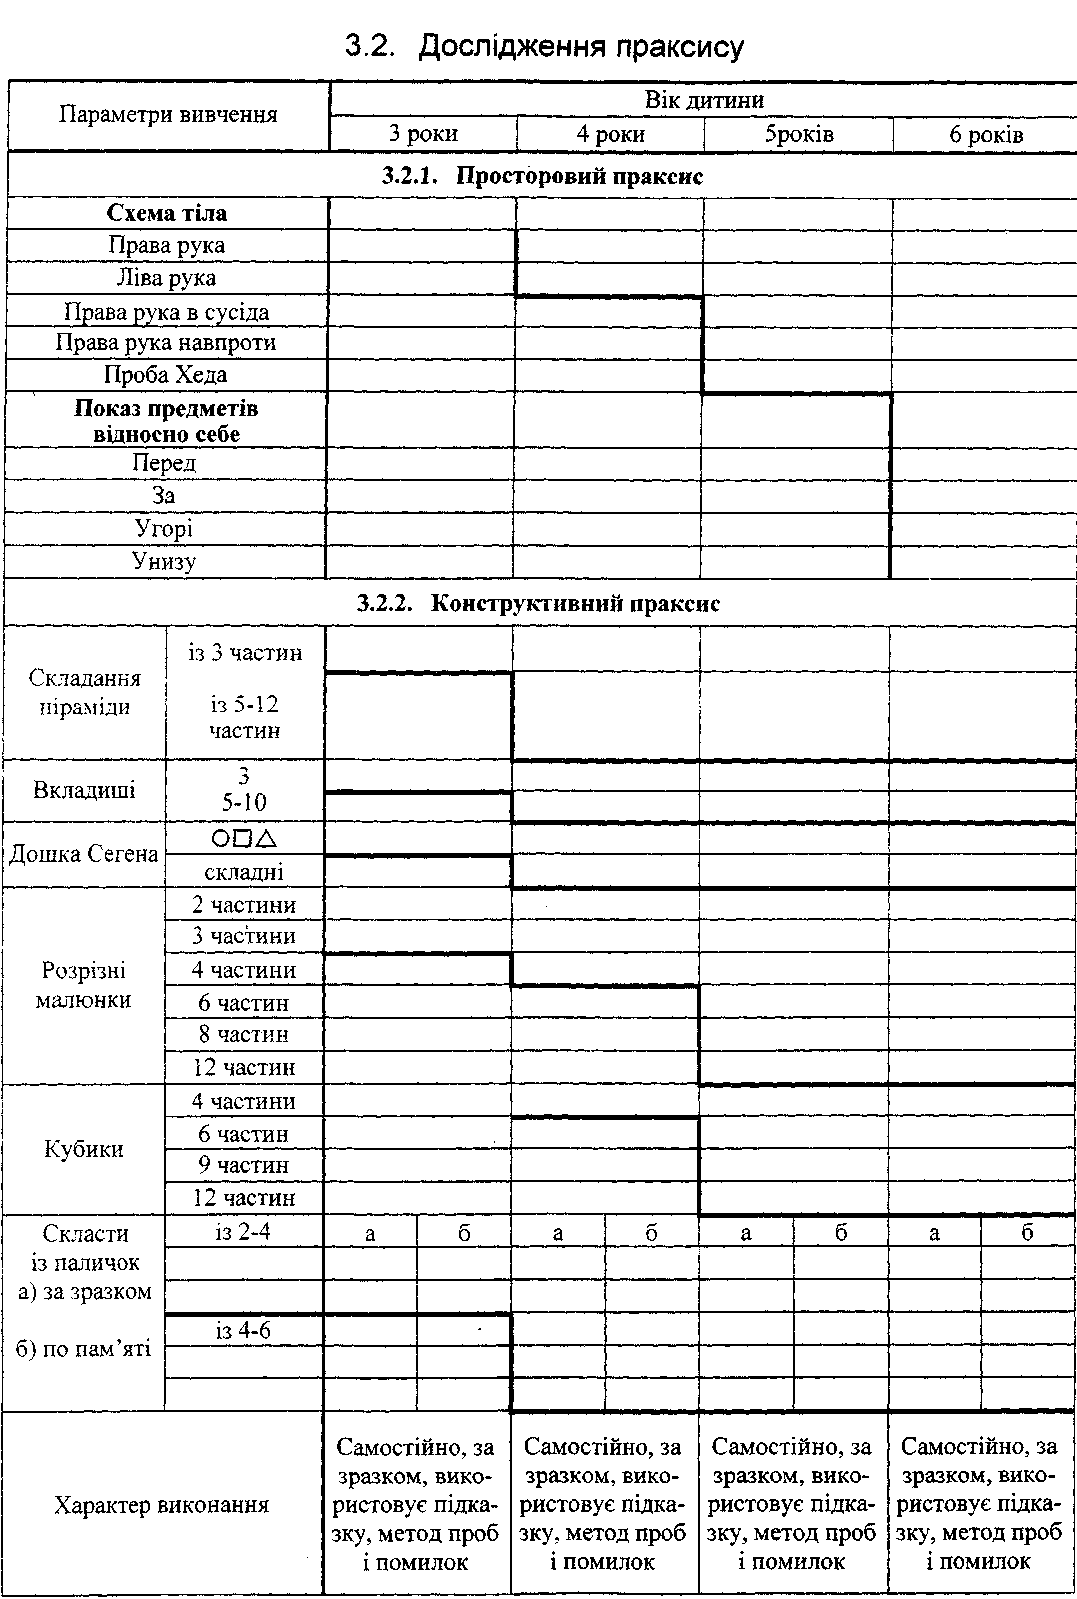 3.2. Дослідження праксису
Параметри вивчення
Вік дитини
3 роки
4 роки
5років
6 років
3.2.1. Просторовий праксис
Схема тіла
Права рука
Ліва рука
Права рука в сусіда
Права рука навпроти
Проба Хеда
Показ предметів
відносно себе
Перед
За
Угорі
Унизу
3.2.2. Конструктивний праксис
Складання
піраміди
із 3 частин
із 5-12
частин
Вкладиші
3
5-10
Дошка Сегена
○□△
складні
Розрізні
малюнки
2 частини
3 частини
4 частини
6 частин
8 частин
12 частин
Кубики
4 частини
6 частин
9 частин
12 частин
Скласти
із паличок
а) за зразком
б) по пам’яті
із 2-4
а б а б а б а б
із 4-6
Характер виконання
Самостійно, за
зразком, вико-
ристовує підка-
зку, метод проб
і помилок
Самостійно, за
зразком, вико-
ристовує підка-
зку, метод проб
і помилок
Самостійно, за
зразком, вико-
ристовує підка-
зку, метод проб
і помилок
Самостійно, за
зразком, вико-
ристовує підка-
зку, метод проб
і помилок